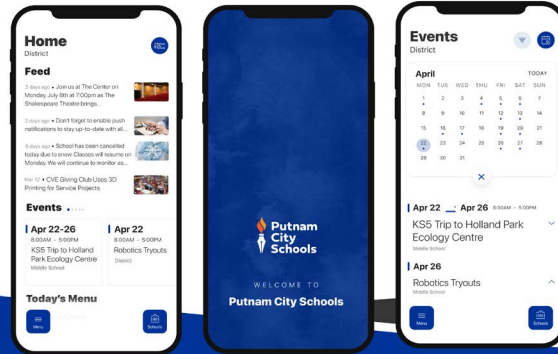 Home
District
Feed
3 days ago • Join us at The Center on
Monday, July 8th at 7:00pm as The
Shakespeare Theatre brings...
3 days ago • Don't forget to enable push
notifications to stay up-to-date with all...
5 days ago • School has been cancelled
today due to snow. Classes will resume on
Monday. We will continue to monitor as...
Mar 12 • CVE Giving Club Uses 3D
Printing for Service Projects
Events
Apr 22-26
8:00AM - 5:00PM
KS5 Trip to Holland
Park Ecology Centre
Middle School
Apr 22
8:00AM - 5:00PM
Robotics Tryouts
District
Today's Menu
Menu
Schools
Putnam
City
Schools
WELCOME TO
Putnam City Schools
Events
District
April TODAY
MON TUE WED THU FRI SAT SUN
1 2 3 4 5 6 7
8 9 10 11 12 13 14
15 16 17 18 19 20 21
22 23 24 25 26 27 28
29 30 31
Apr 22 Apr 26 8:00AM - 5:00PM
KS5 Trip to Holland Park
Ecology Centre
Middle School
Apr 26
Robotics Tryouts
Middle School
Menu
Schools